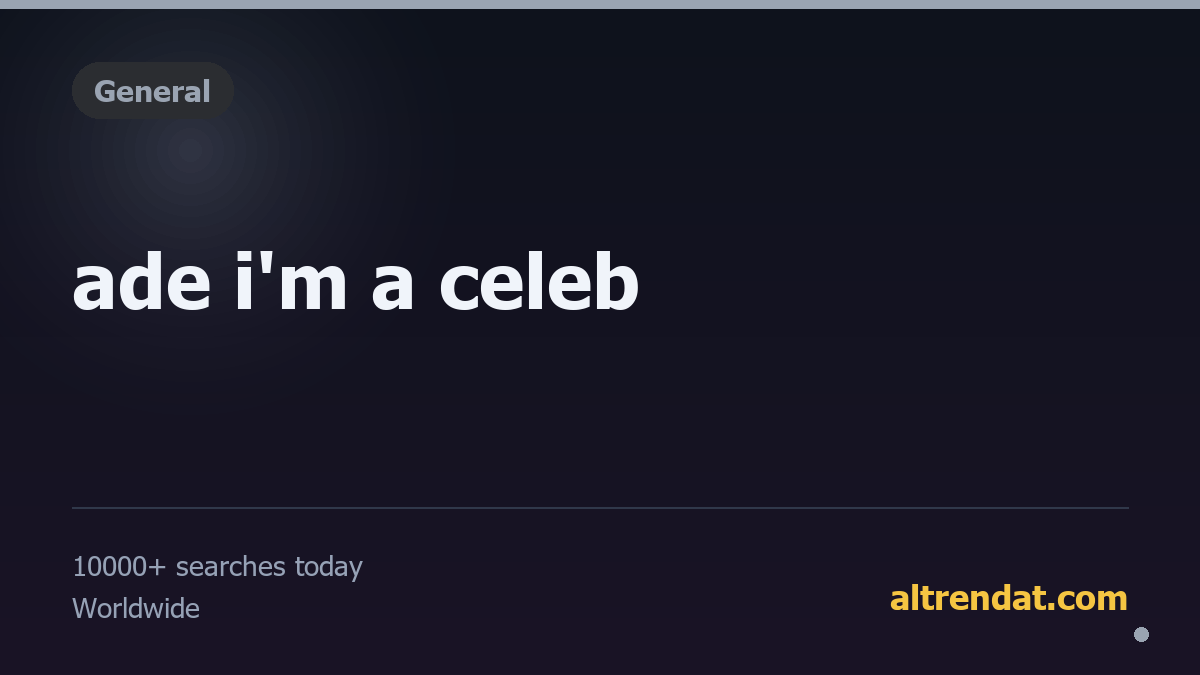 General
ade i'm a celeb
10000+ searches today
Worldwide
altrendat.com